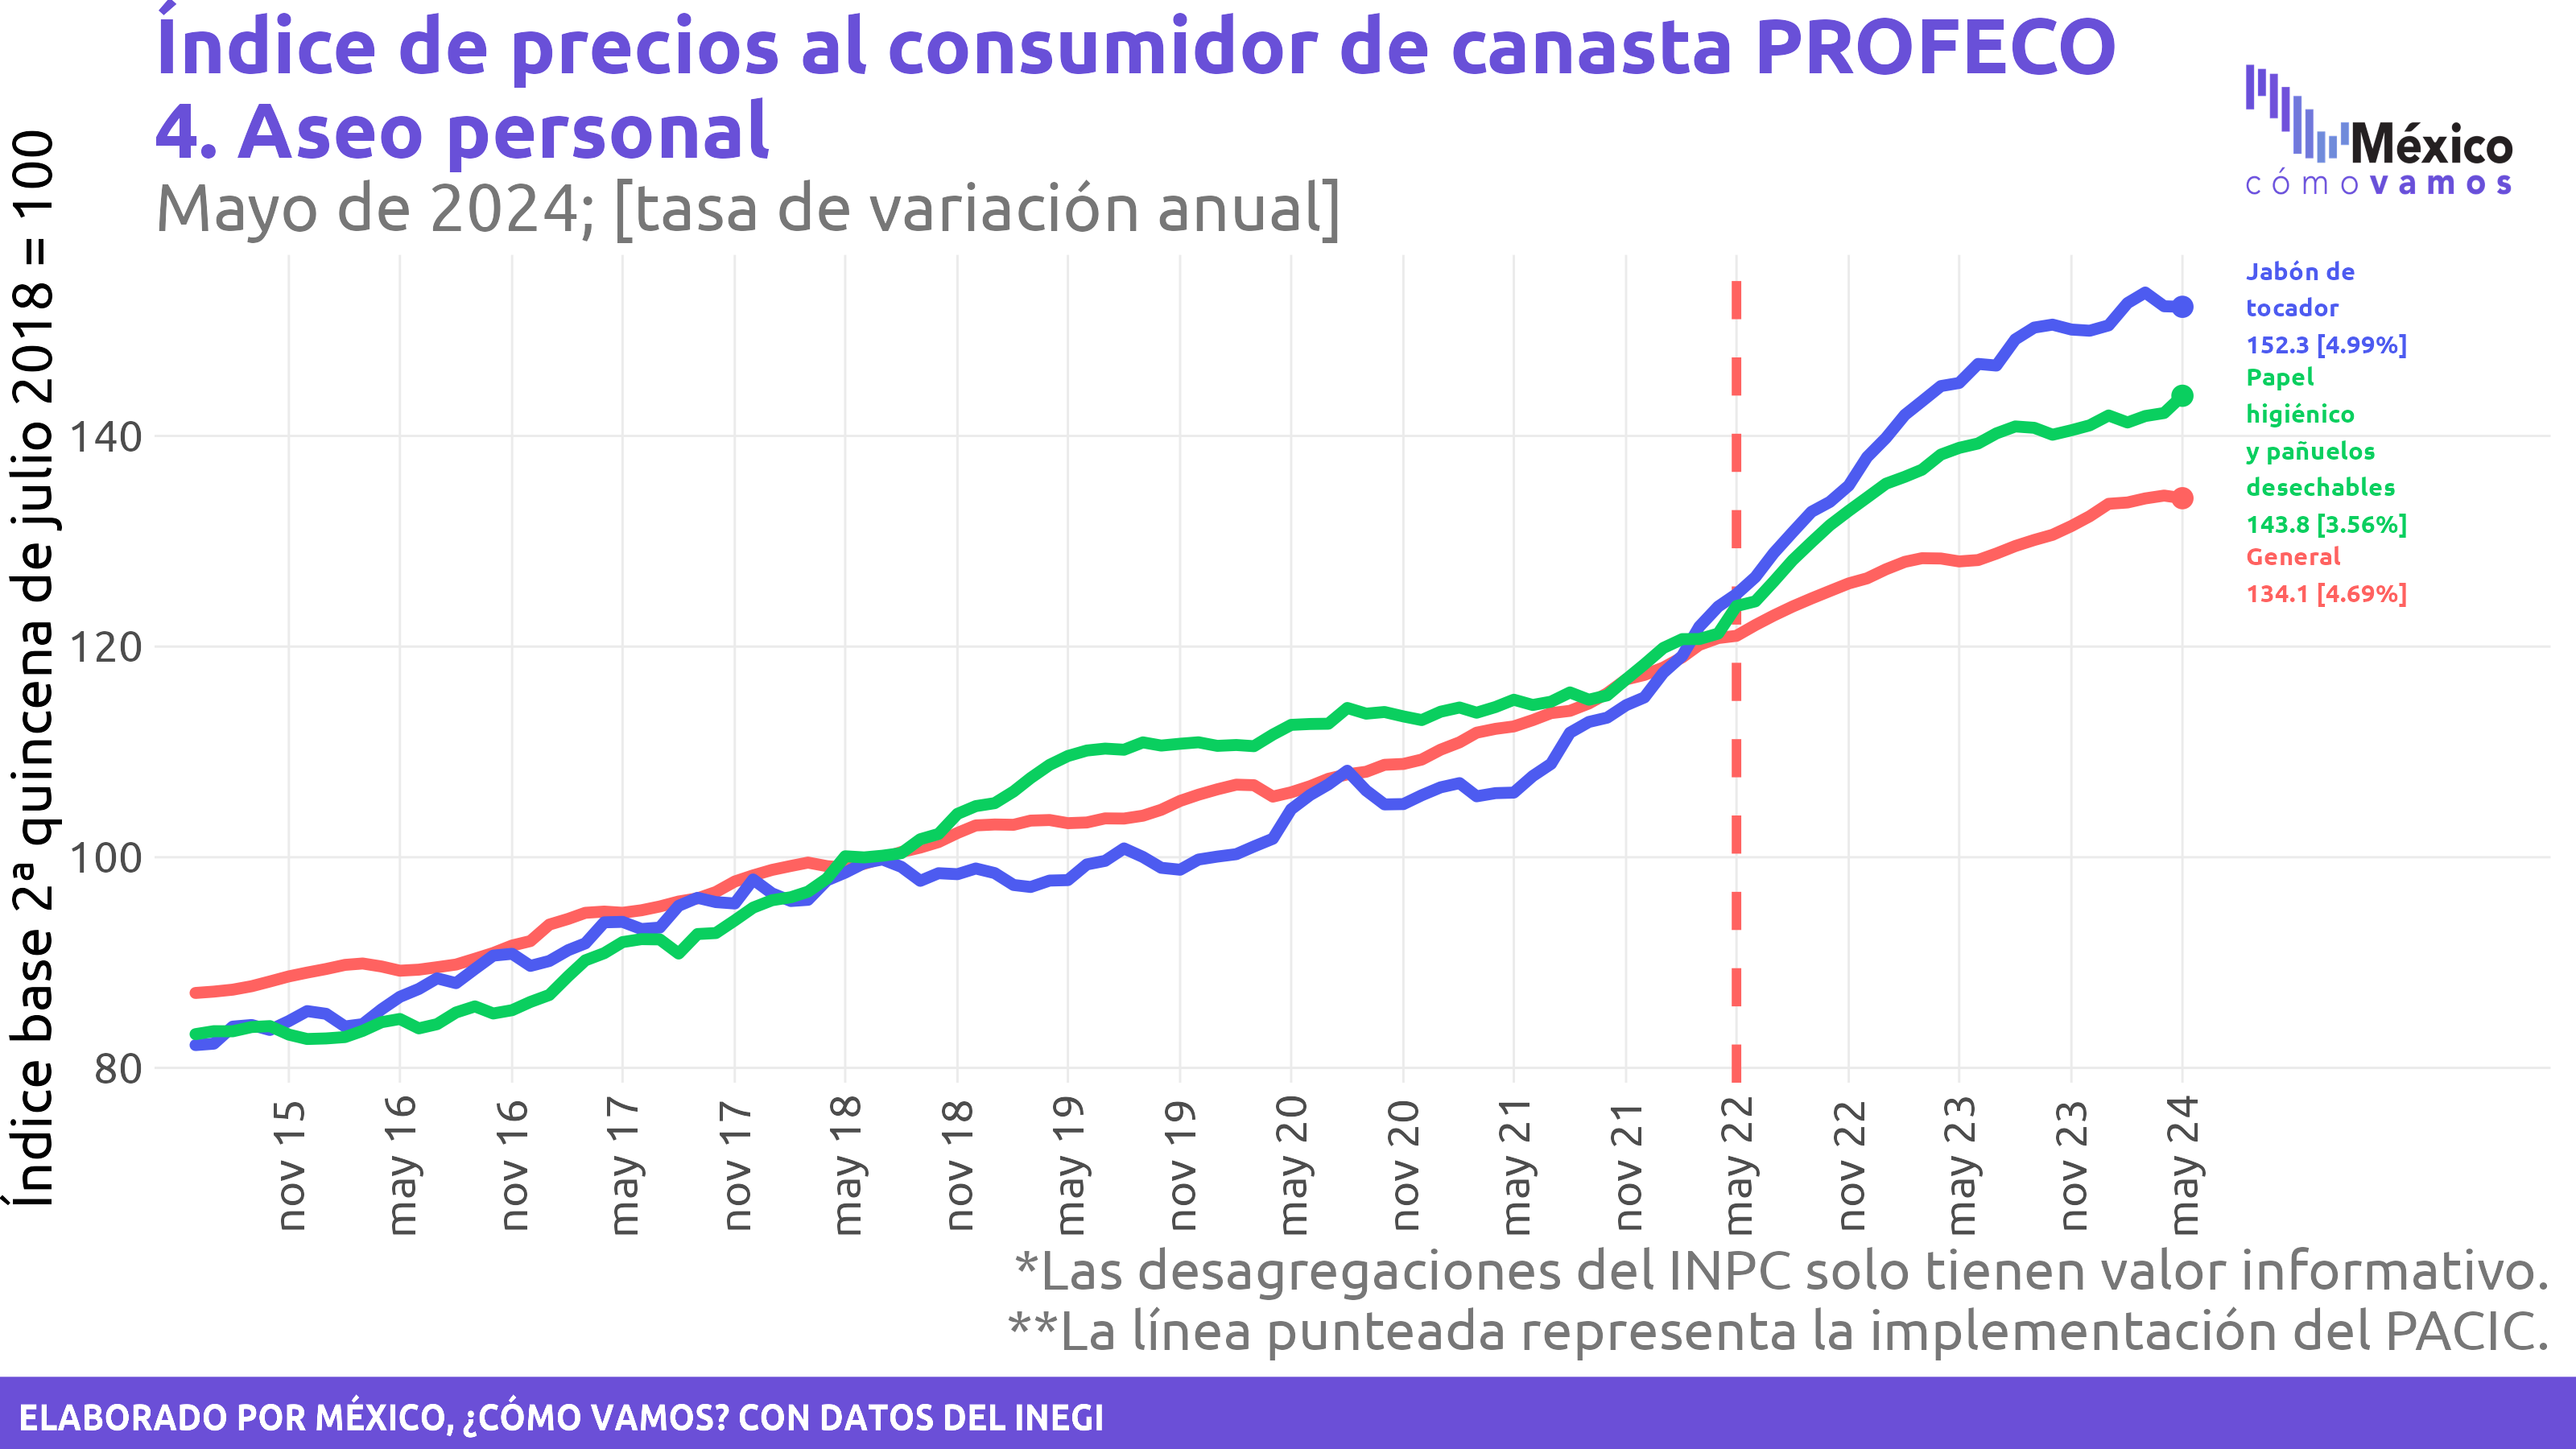 Índice de precios al consumidor de canasta PROFECO
4. Aseo personal
Mayo de 2024; [tasa de variación anual]
México
cómo vamos
Índice base 2ª quincena de julio 2018 = 100
140
120
100
80
Jabón de
tocador
152.3 [4.99%]
Papel
higiénico
y pañuelos
desechables
143.8 [3.56%]
General
134.1 [4.69%]
nov 15
may 16
nov 16
may 17
nov 17
may 18
nov 18
may 19
nov 19
may 20
nov 20
may 21
nov 21
may 22
nov 22
may 23
nov 23
may 24
*Las desagregaciones del INPC solo tienen valor informativo.
**La línea punteada representa la implementación del PACIC.
ELABORADO POR MÉXICO, ¿CÓMO VAMOS? CON DATOS DEL INEGI